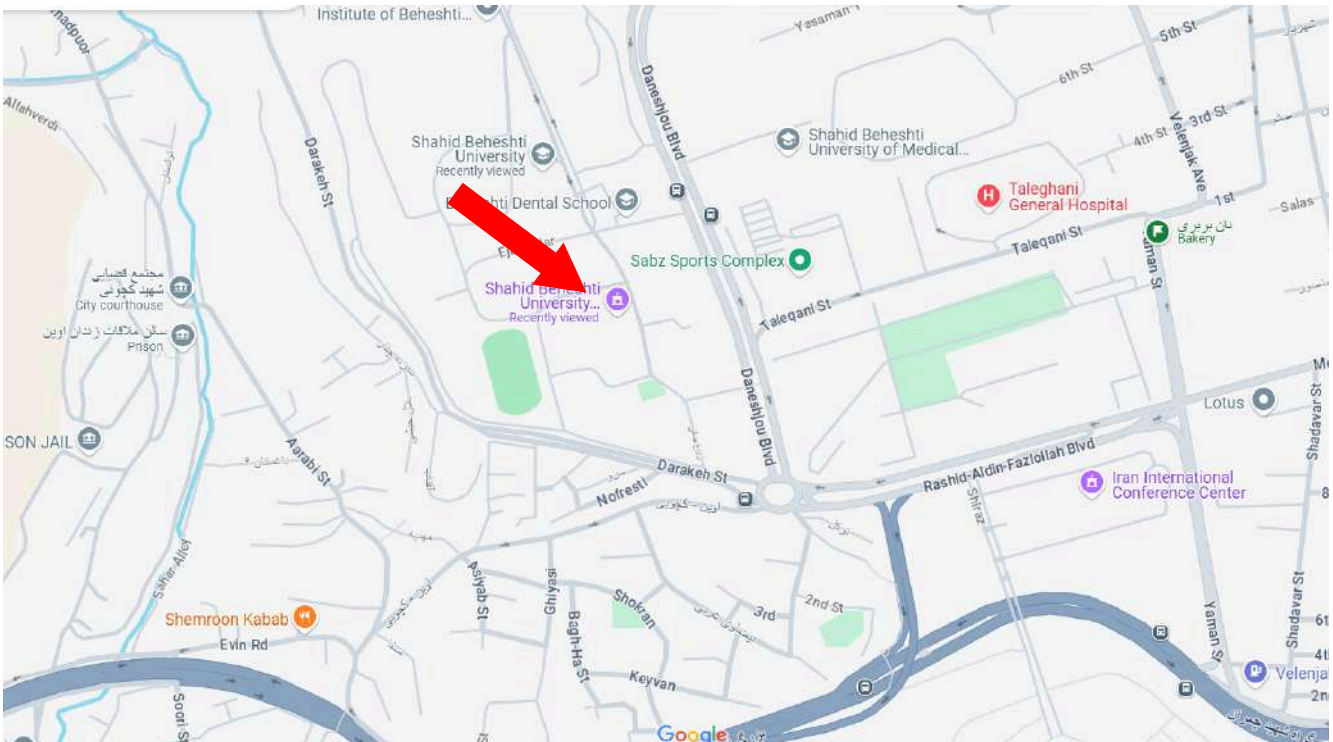 Institute of Beheshti...
Yasaman
5th St
6th St
Allahverdi
Darakeh St
Daneshjou Blvd
Shahid Beheshti
University
Recently viewed
Shahid Beheshti
University of Medical...
4th St
3rd St
Velenjak Ave
Dental School
Taleghani
General Hospital
1st
Salas
نان بربری
Bakery
Taleqani St
Sabz Sports Complex
مجتمع قضایی
شهید کچویی
City courthouse
سالن ملاقات زندان اوین
Prison
Shahid Beheshti
University...
Recently viewed
Taleqani St
Daneshjou Blvd
Lotus
Shadavar St
SON JAIL
Aarabi St
Darakeh St
Nofresti
اوین - کچویی
Rashid-Aldin-Fazlollah Blvd
Shiraz
Iran International
Conference Center
Sahar Alley
Asiyab St
Ghiyasi
Bagh-Ha St
Shokran
3rd
2nd St
Shemroon Kabab
Evin Rd
Keyvan
Yaman St
Shadavar St
Soori St
Velenja
2n
Google